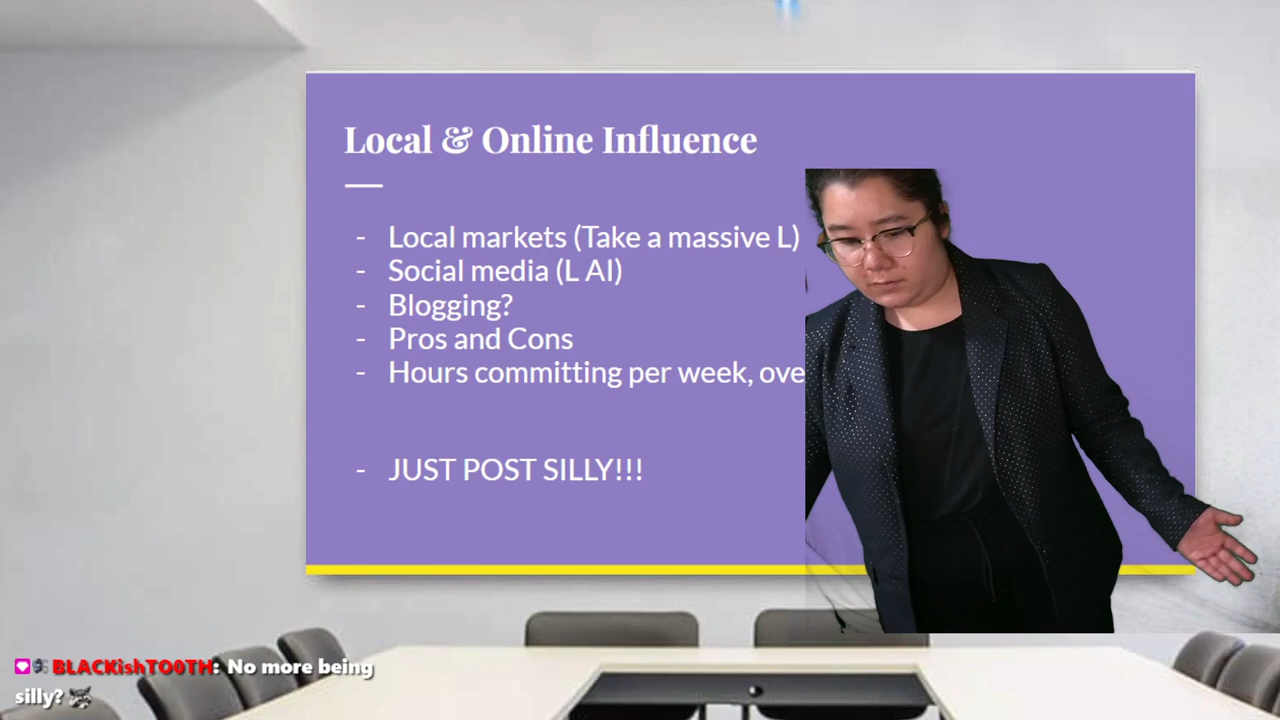 Local & Online Influence
- Local markets (Take a massive L)
- Social media (L AI)
- Blogging?
- Pros and Cons
- Hours committing per week, ove
- JUST POST SILLY!!!
BLACKishTO0TH: No more being
silly?